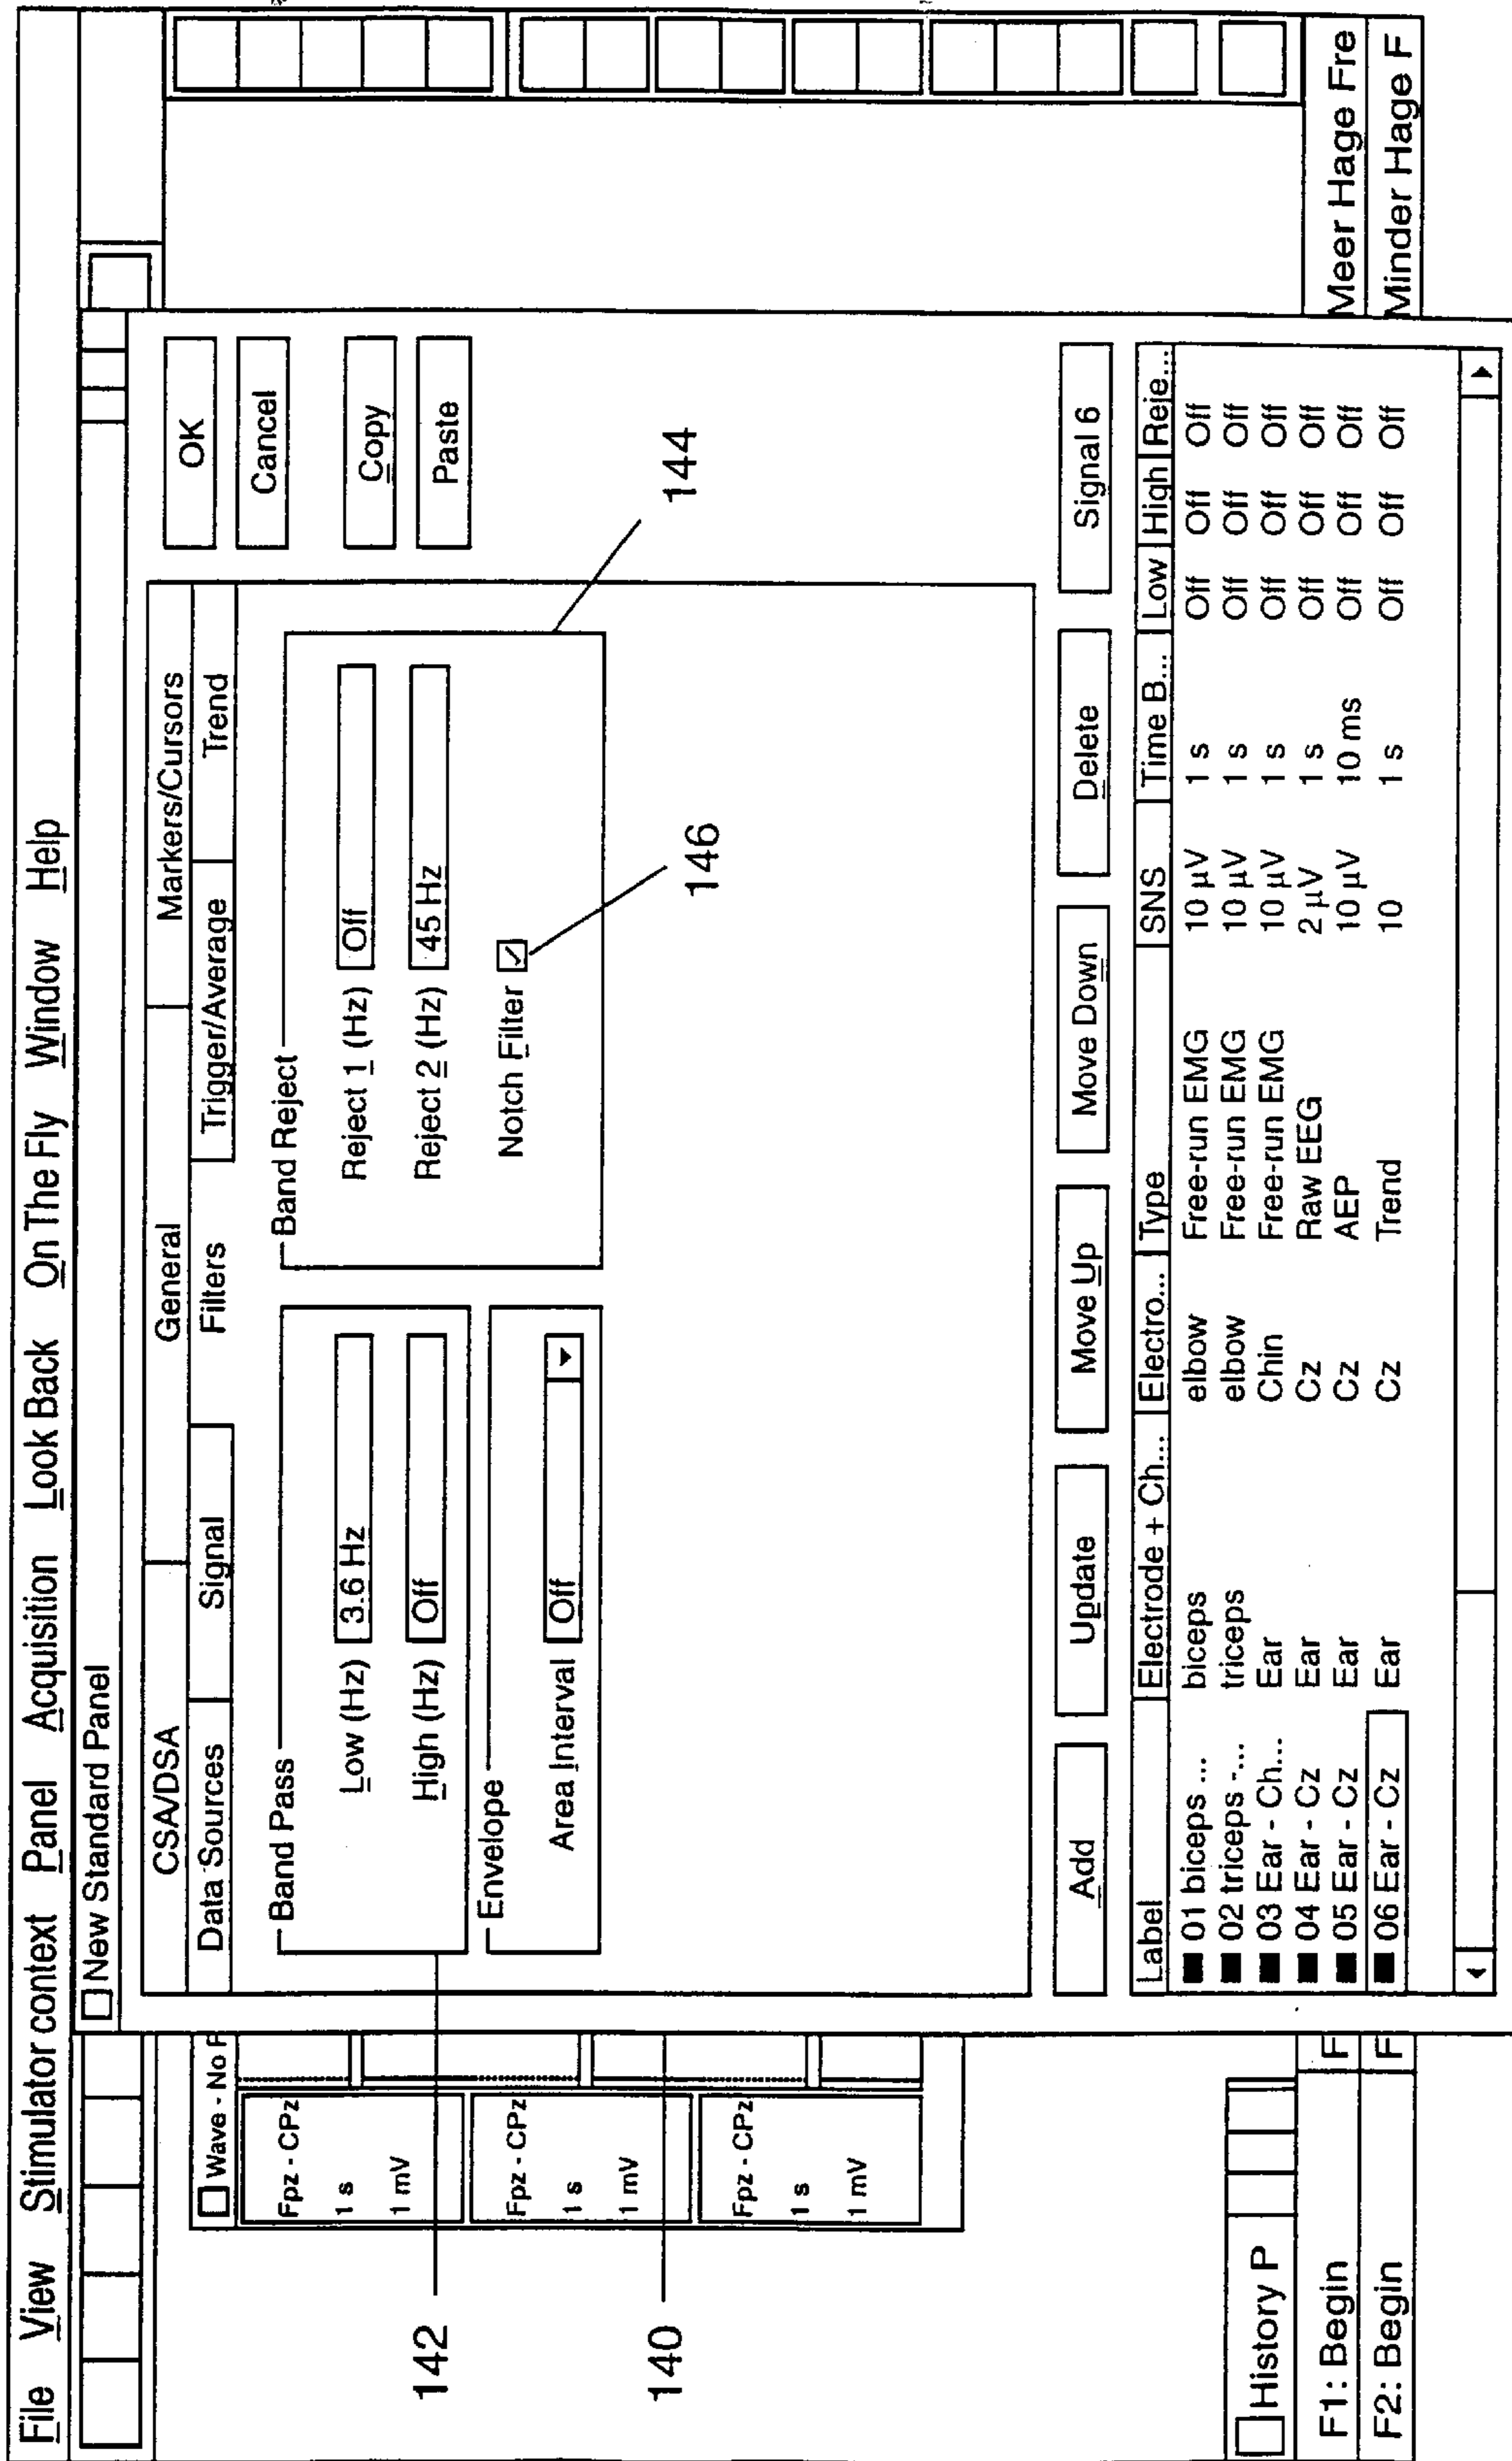 File View Stimulator context Panel Acquisition Look Back On The Fly Window Help
New Standard Panel
Wave - No F
Fpz - CPz
1 s
1 mV
Fpz - CPz
1 s
1 mV
Fpz - CPz
1 s
1 mV
142
140
CSA/DSA General Markers/Cursors
Data Sources Signal Filters Trigger/Average Trend
Band Pass
Low (Hz) 3.6 Hz
High (Hz) Off
Envelope
Area Interval Off
Band Reject
Reject 1 (Hz) Off
Reject 2 (Hz) 45 Hz
Notch Filter
144
146
OK
Cancel
Copy
Paste
Add Update Move Up Move Down Delete Signal 6
Label Electrode + Ch... Electro... Type SNS Time B... Low High Reje...
01 biceps ... biceps elbow Free-run EMG 10 µV 1 s Off Off Off
02 triceps -... triceps elbow Free-run EMG 10 µV 1 s Off Off Off
03 Ear - Ch... Ear Chin Free-run EMG 10 µV 1 s Off Off Off
04 Ear - Cz Ear Cz Raw EEG 2 µV 1 s Off Off Off
05 Ear - Cz Ear Cz AEP 10 µV 10 ms Off Off Off
06 Ear - Cz Ear Cz Trend 10 1 s Off Off Off
History P
F1: Begin F Meer Hage Fre
F2: Begin F Minder Hage F